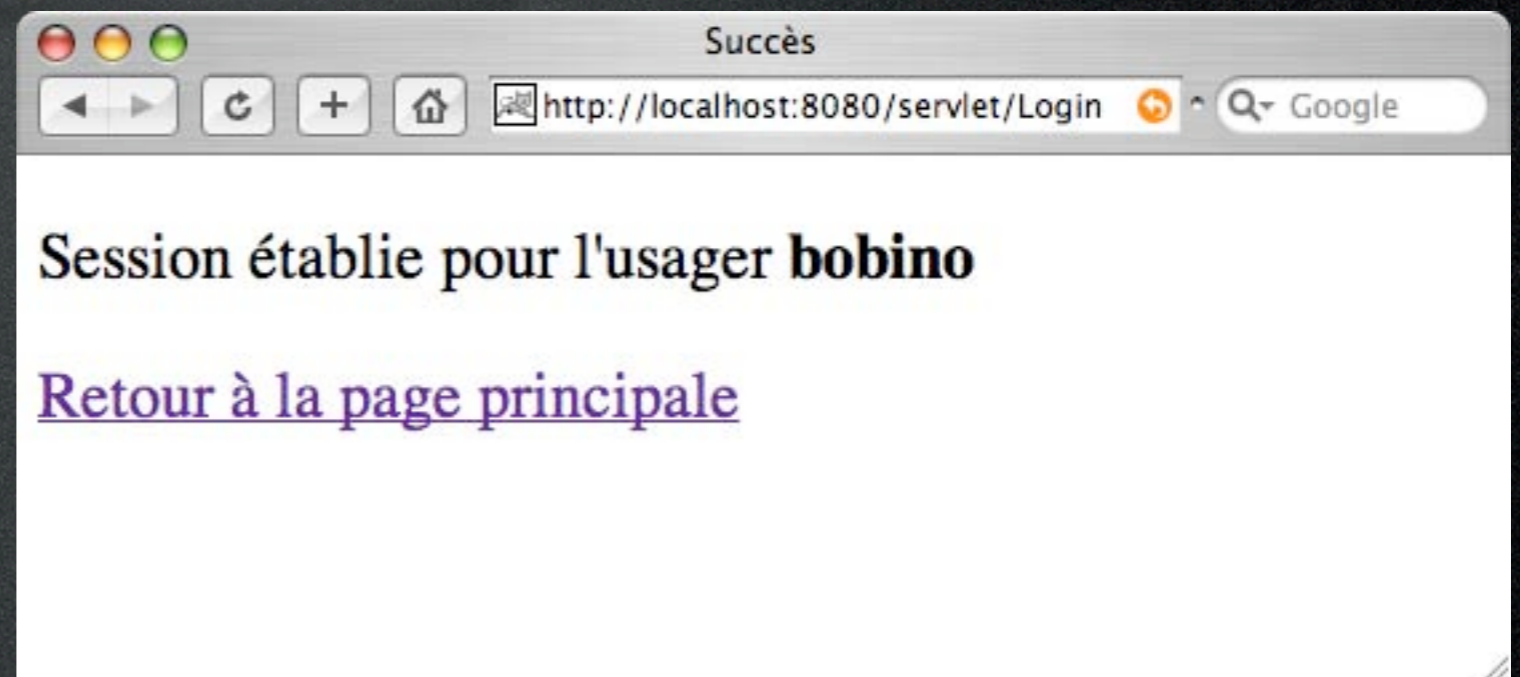 Succès
http://localhost:8080/servlet/Login
Google
Session établie pour l'usager bobino
Retour à la page principale